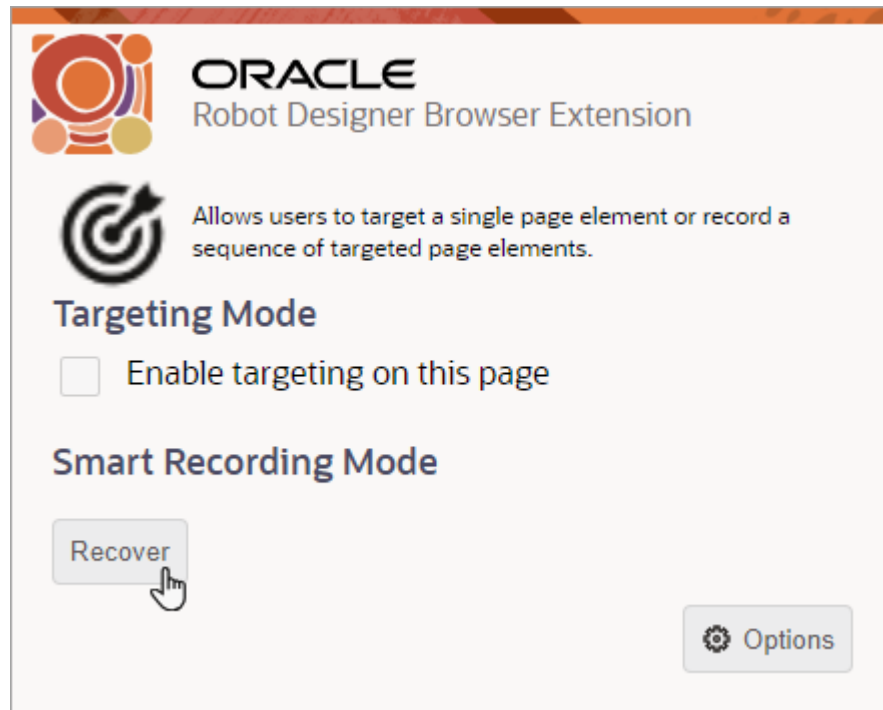 ORACLE
Robot Designer Browser Extension
Allows users to target a single page element or record a
sequence of targeted page elements.
Targeting Mode
Enable targeting on this page
Smart Recording Mode
Recover
Options